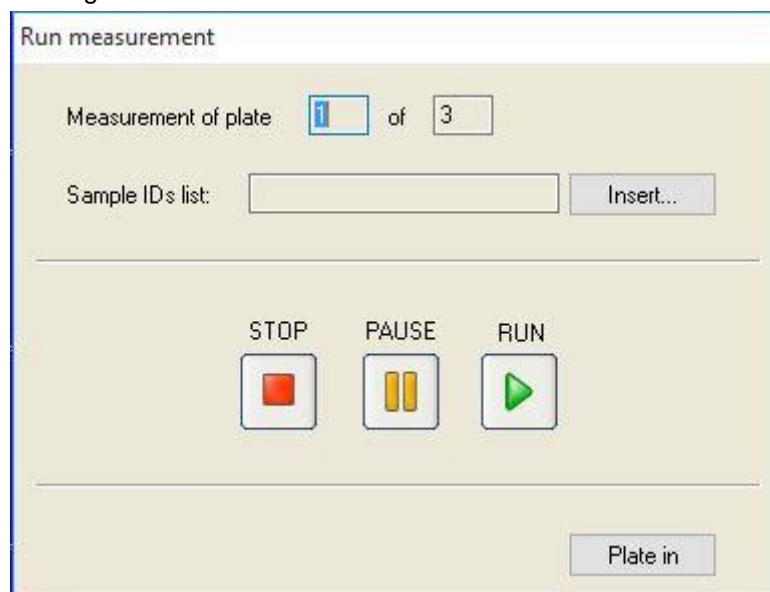 Run measurement
Measurement of plate 1 of 3
Sample IDs list: Insert...
STOP PAUSE RUN
Plate in